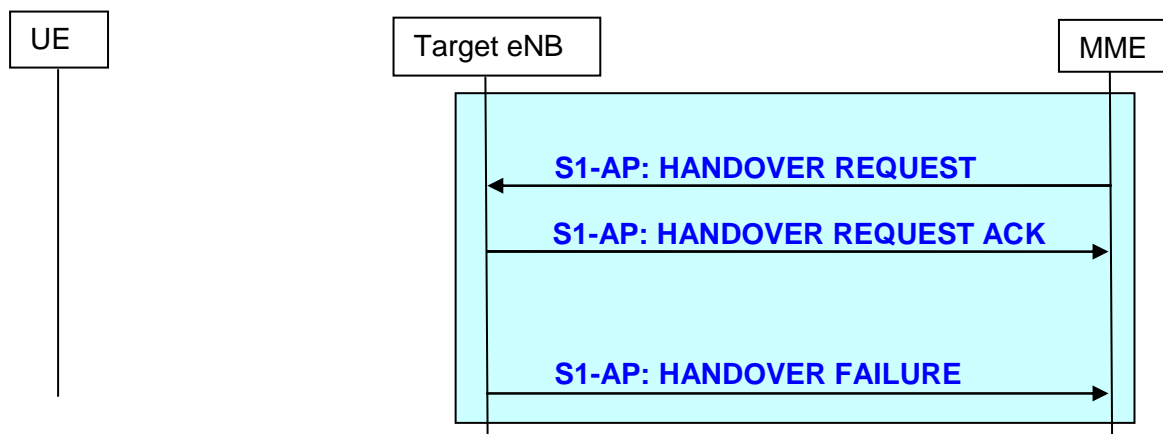 UE
Target eNB
MME
S1-AP: HANDOVER REQUEST
S1-AP: HANDOVER REQUEST ACK
S1-AP: HANDOVER FAILURE